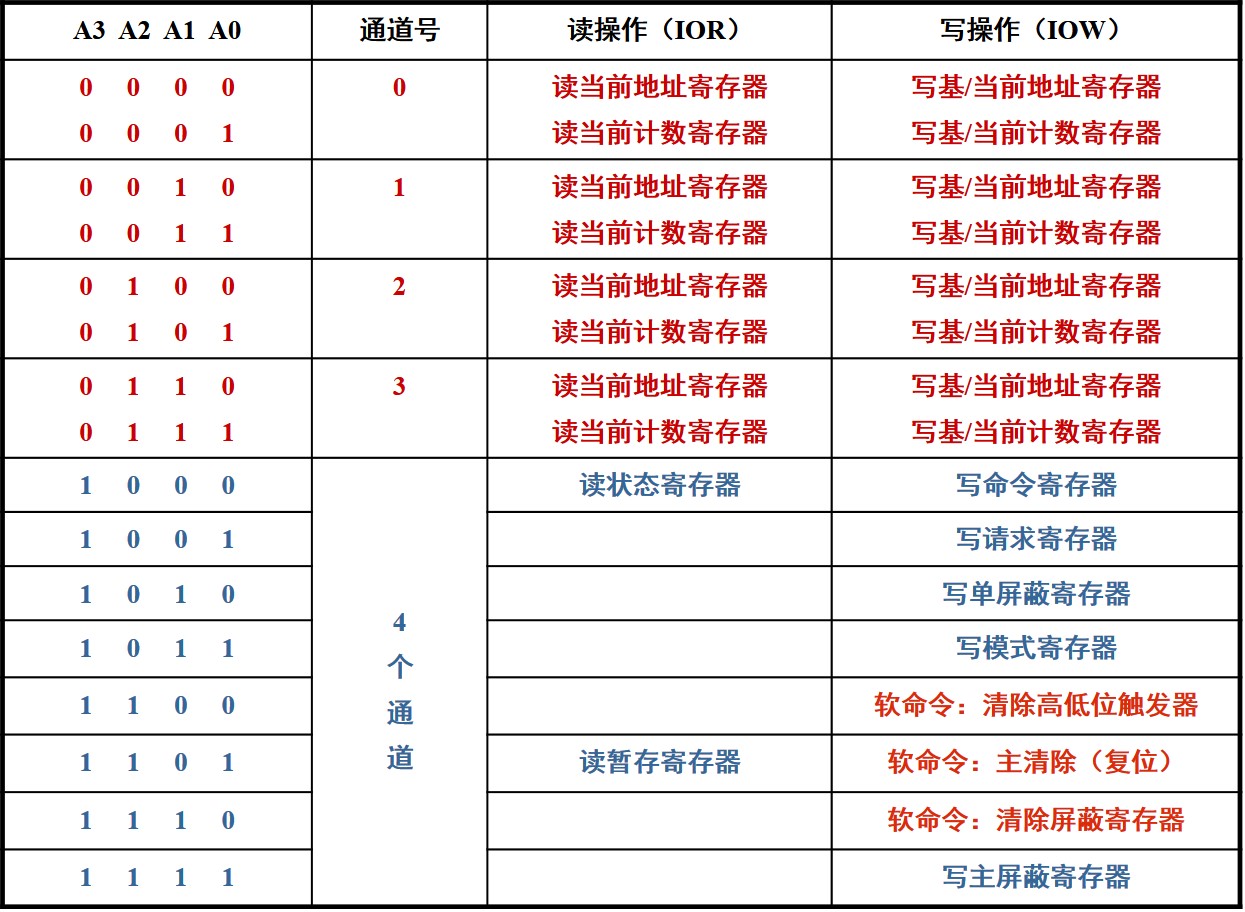 A3 A2 A1 A0 通道号 读操作（IOR） 写操作（IOW）
0 0 0 0 0 读当前地址寄存器 写基/当前地址寄存器
0 0 0 1 读当前计数寄存器 写基/当前计数寄存器
0 0 1 0 1 读当前地址寄存器 写基/当前地址寄存器
0 0 1 1 读当前计数寄存器 写基/当前计数寄存器
0 1 0 0 2 读当前地址寄存器 写基/当前地址寄存器
0 1 0 1 读当前计数寄存器 写基/当前计数寄存器
0 1 1 0 3 读当前地址寄存器 写基/当前地址寄存器
0 1 1 1 读当前计数寄存器 写基/当前计数寄存器
1 0 0 0 4个通道 读状态寄存器 写命令寄存器
1 0 0 1 写请求寄存器
1 0 1 0 写单屏蔽寄存器
1 0 1 1 写模式寄存器
1 1 0 0 软命令：清除高低位触发器
1 1 0 1 读暂存寄存器 软命令：主清除（复位）
1 1 1 0 软命令：清除屏蔽寄存器
1 1 1 1 写主屏蔽寄存器